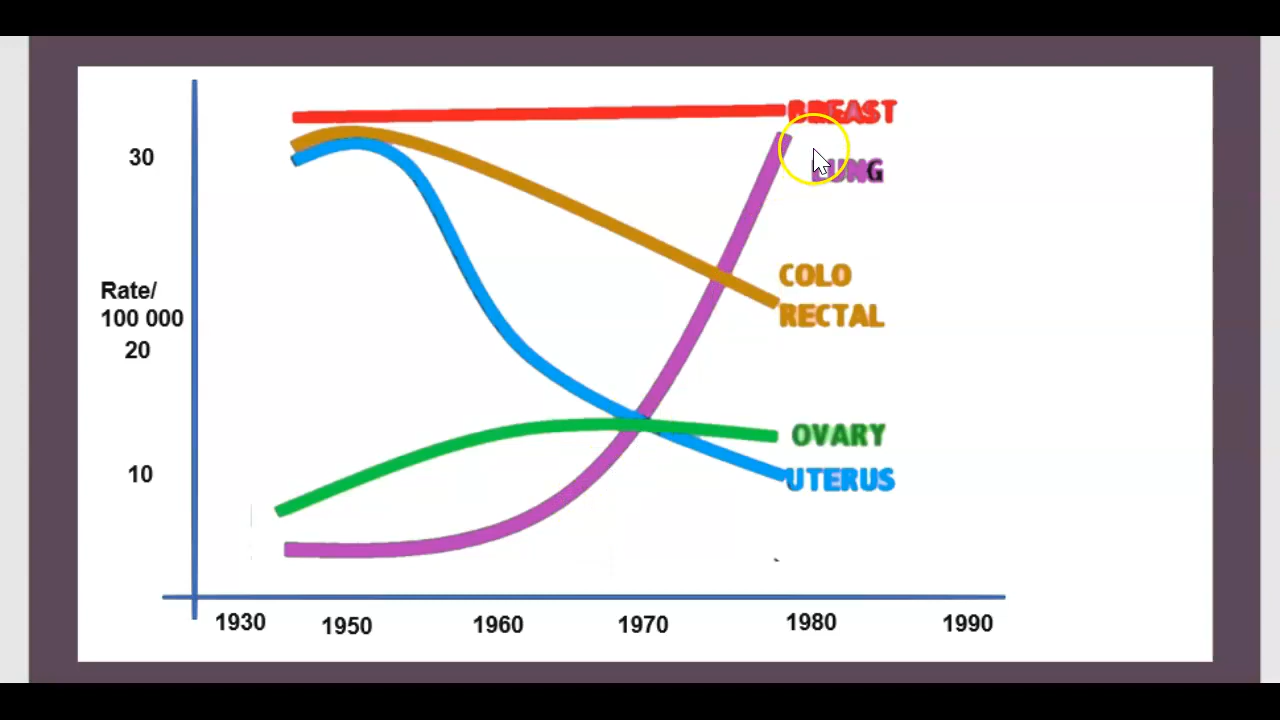 BREAST
LUNG
30
COLO
RECTAL
Rate/
100 000
20
OVARY
10
UTERUS
1930
1950
1960
1970
1980
1990